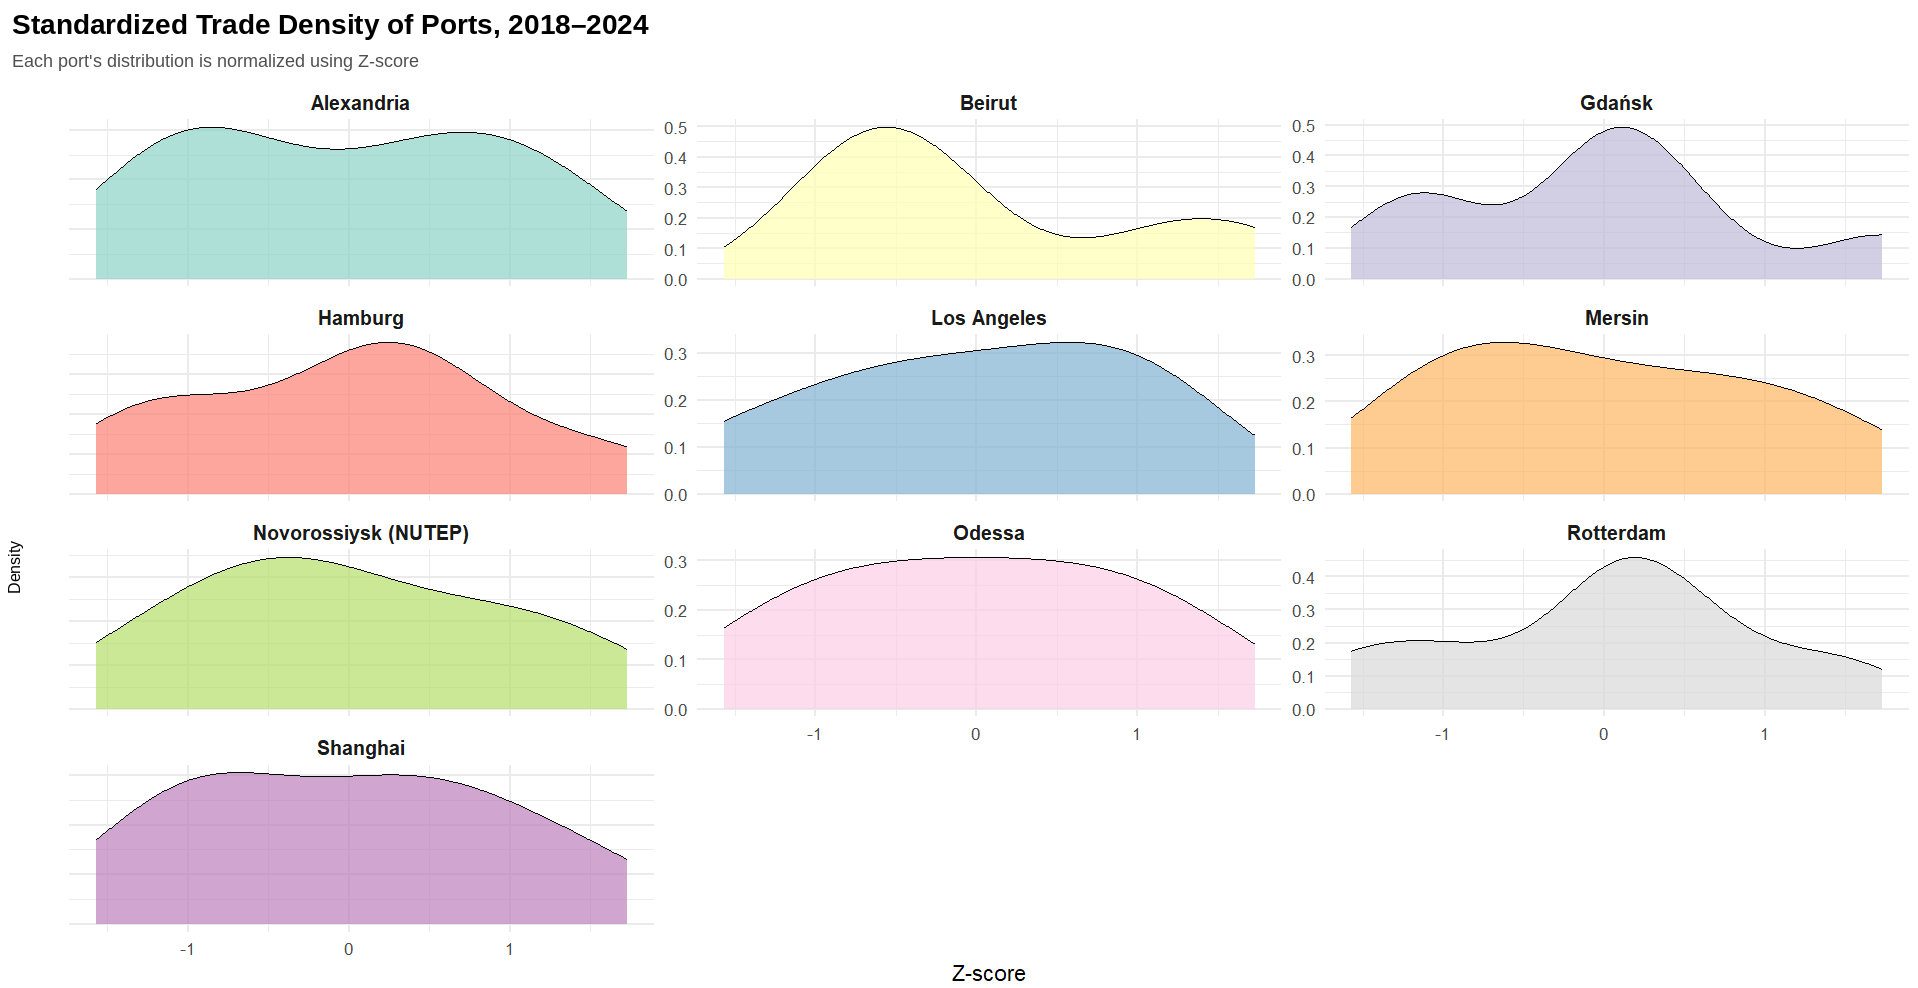 Standardized Trade Density of Ports, 2018–2024
Each port's distribution is normalized using Z-score
Alexandria
Beirut
Gdańsk
0.5
0.4
0.3
0.2
0.1
0.0
0.5
0.4
0.3
0.2
0.1
0.0
Hamburg
Los Angeles
Mersin
0.3
0.2
0.1
0.0
0.3
0.2
0.1
0.0
Novorossiysk (NUTEP)
Odessa
Rotterdam
0.3
0.2
0.1
0.0
0.4
0.3
0.2
0.1
0.0
-1 0 1
-1 0 1
Shanghai
-1 0 1
Density
Z-score